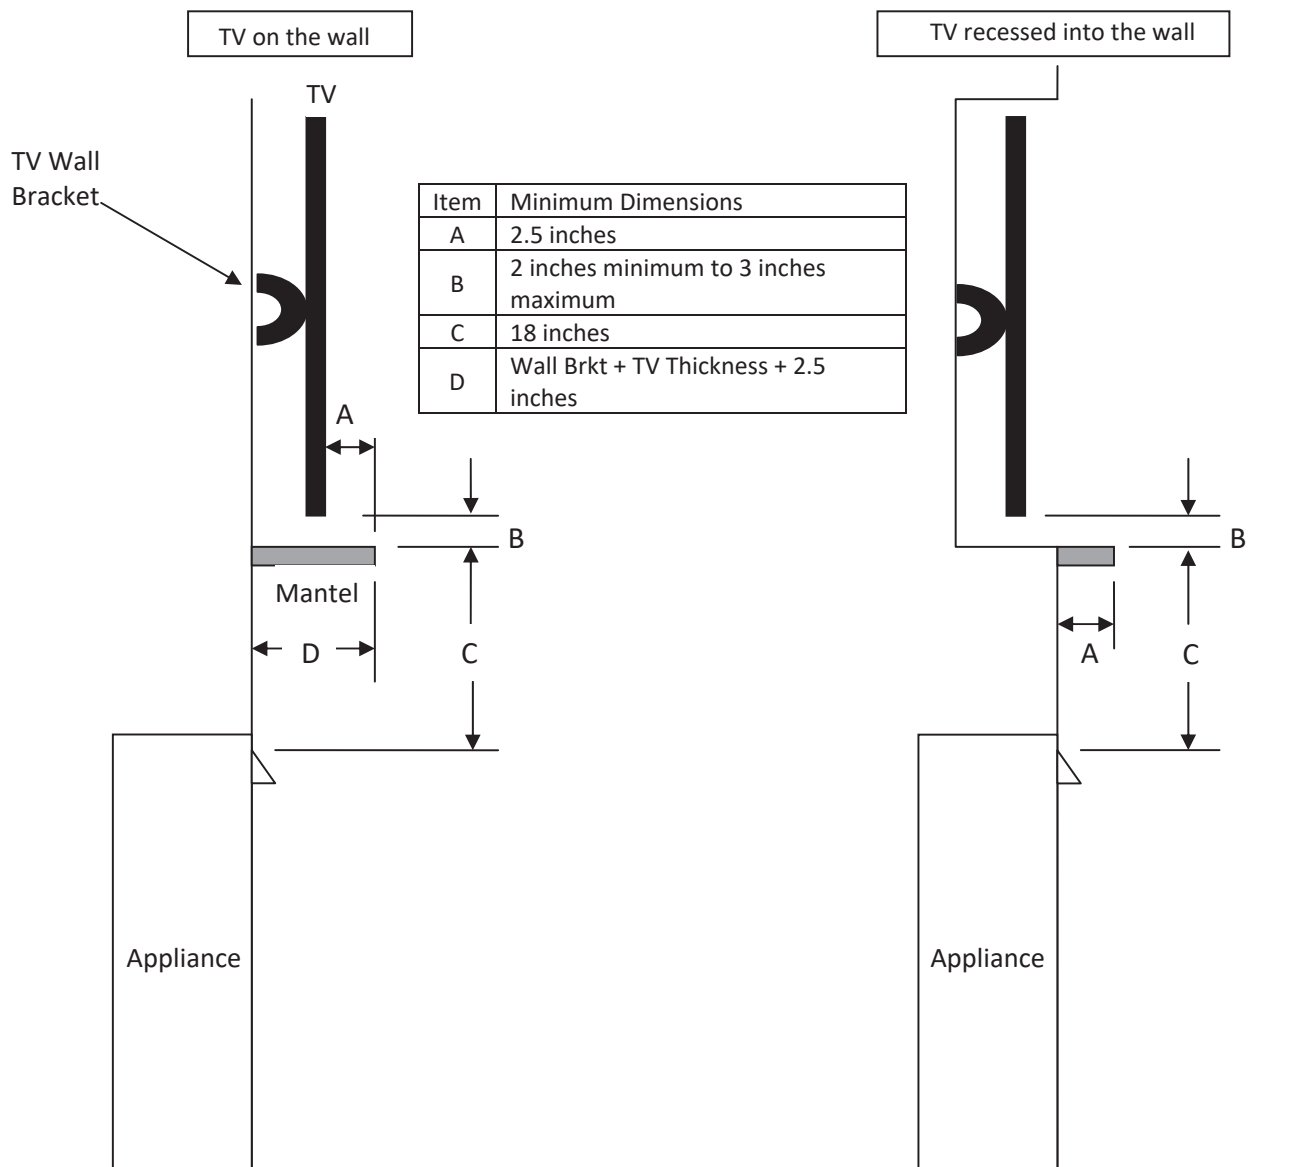 TV on the wall
TV recessed into the wall
TV
TV Wall
Bracket
Item Minimum Dimensions
A 2.5 inches
B 2 inches minimum to 3 inches
maximum
C 18 inches
D Wall Brkt + TV Thickness + 2.5
inches
A
B
B
Mantel
D
C
A
C
Appliance
Appliance